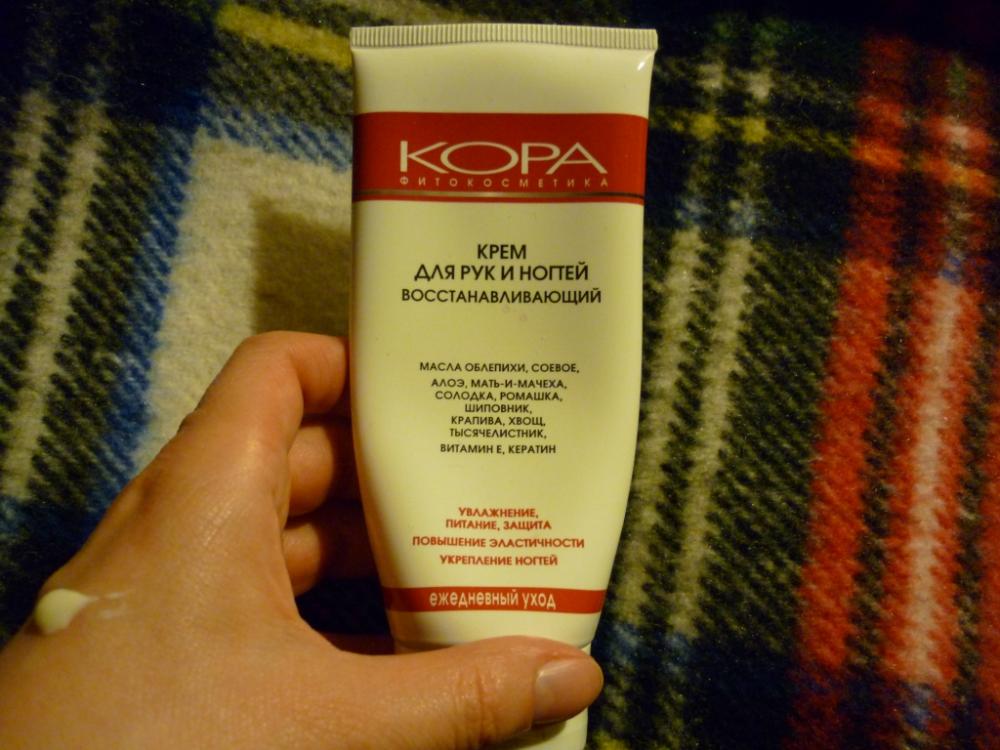 КОРА
ФИТОКОСМЕТИКА
КРЕМ
ДЛЯ РУК И НОГТЕЙ
ВОССТАНАВЛИВАЮЩИЙ
МАСЛА ОБЛЕПИХИ, СОЕВОЕ,
АЛОЭ, МАТЬ-И-МАЧЕХА,
СОЛОДКА, РОМАШКА,
ШИПОВНИК,
КРАПИВА, ХВОЩ,
ТЫСЯЧЕЛИСТНИК,
ВИТАМИН Е, КЕРАТИН
УВЛАЖНЕНИЕ,
ПИТАНИЕ, ЗАЩИТА
ПОВЫШЕНИЕ ЭЛАСТИЧНОСТИ
УКРЕПЛЕНИЕ НОГТЕЙ
ежедневный уход